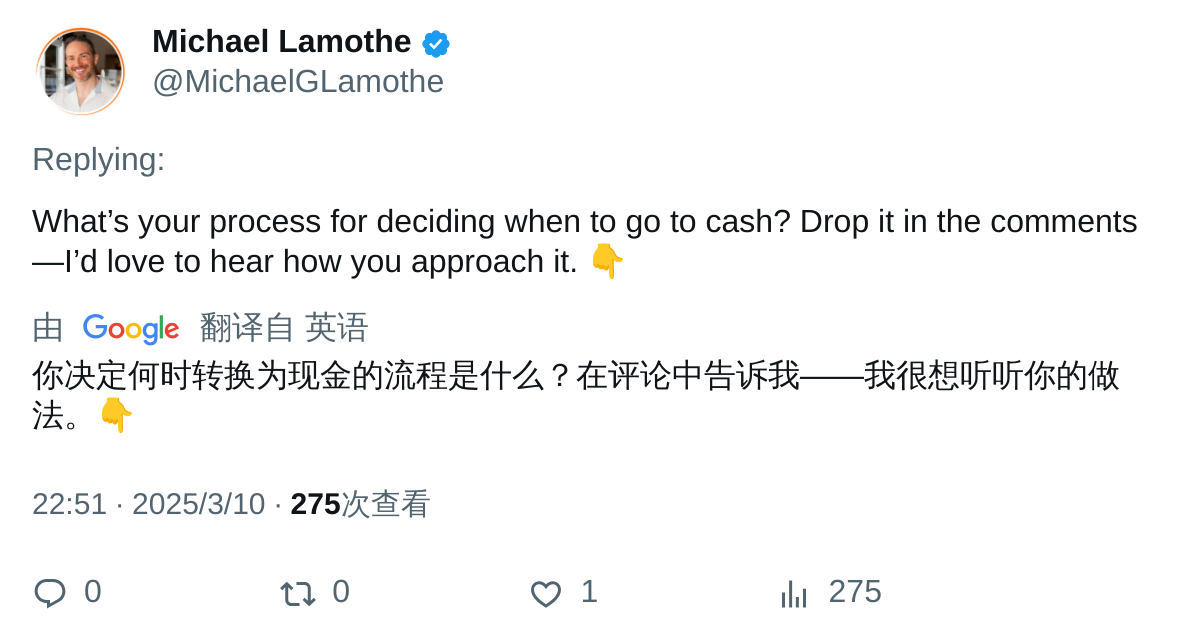 Michael Lamothe
@MichaelGLamothe
Replying:
What’s your process for deciding when to go to cash? Drop it in the comments
—I’d love to hear how you approach it. 👇
由 Google 翻译自 英语
你决定何时转换为现金的流程是什么？在评论中告诉我——我很想听听你的做
法。👇
22:51 · 2025/3/10 · 275次查看
0 0 1 275